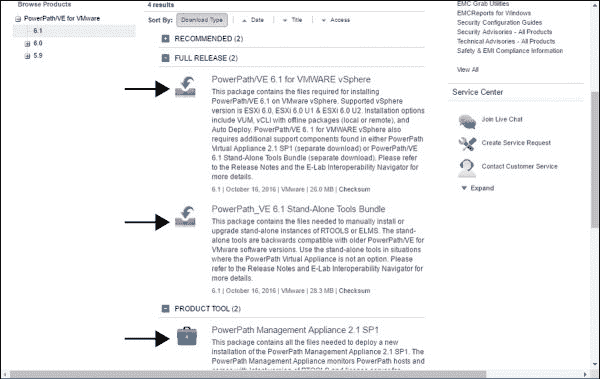 Browse Products
PowerPath/VE for VMware
6.1
6.0
5.9
4 results
Sort By: Download Type Date Title Access
RECOMMENDED (2)
FULL RELEASE (2)
PowerPath/VE 6.1 for VMWARE vSphere
This package contains the files required for installing
PowerPath/VE 6.1 on VMware vSphere. Supported vSphere
version is ESXi 6.0, ESXi 6.0 U1 & ESXi 6.0 U2. Installation options
include VUM, vCLI with offline packages (local or remote), and
Auto Deploy. PowerPath/VE 6. 1 for VMWARE vSphere also
requires additional support components found in either PowerPath
Virtual Appliance 2.1 SP1 (separate download) or PowerPath/VE
6.1 Stand-Alone Tools Bundle (separate download). Please refer
to the Release Notes and the E-Lab Interoperability Navigator for
more details.
6.1 | October 16, 2016 | VMware | 26.0 MB | Checksum
PowerPath_VE 6.1 Stand-Alone Tools Bundle
This package contains the files needed to manually install or
upgrade stand-alone instances of RTOOLS or ELMS. The stand-
alone tools are backwards compatible with older PowerPath/VE for
VMware software versions. Use the stand-alone tools in situations
where the PowerPath Virtual Appliance is not an option. Please
refer to the Release Notes and E-Lab Interoperability Navigator for
more details.
6.1 | October 16, 2016 | VMware | 28.3 MB | Checksum
PRODUCT TOOL (2)
PowerPath Management Appliance 2.1 SP1
This package contains all the files needed to deploy a new
installation of the PowerPath Management Appliance 2.1 SP1. The
PowerPath Management Appliance monitors PowerPath hosts and
EMC Grab Utilities
EMCReports for Windows
Security Configuration Guides
Security Advisories - All Products
Technical Advisories - All Products
Safety & EMI Compliance Information
View All
Service Center
Join Live Chat
Create Service Request
Contact Customer Service
Expand